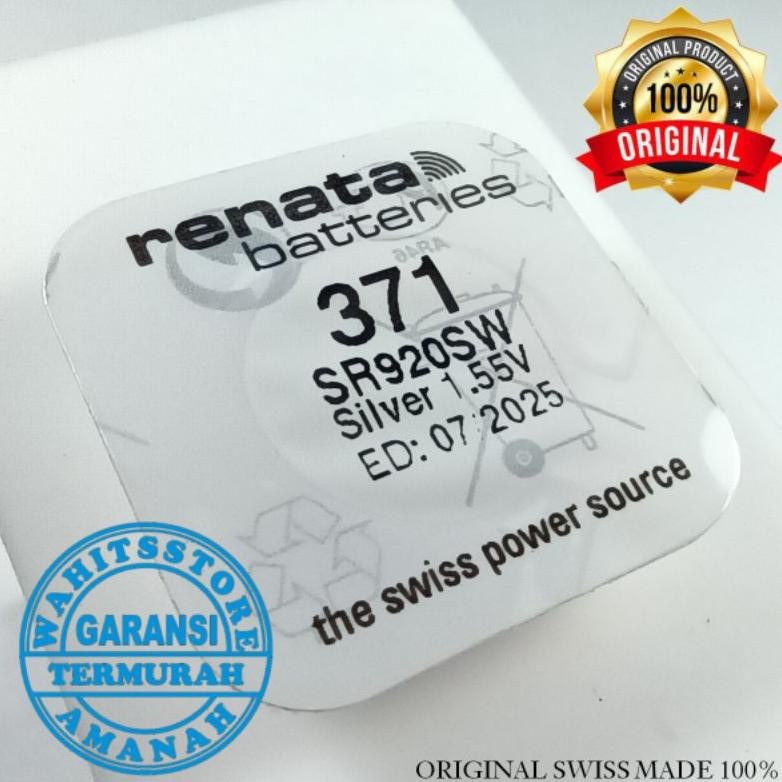 ORIGINAL PRODUCT
100%
ORIGINAL
renata
batteries
371
SR920SW
Silver 1.55V
ED: 07 2025
the swiss power source
WAHITSSTORE
GARANSI
TERMURAH
AMANAH
ORIGINAL SWISS MADE 100%